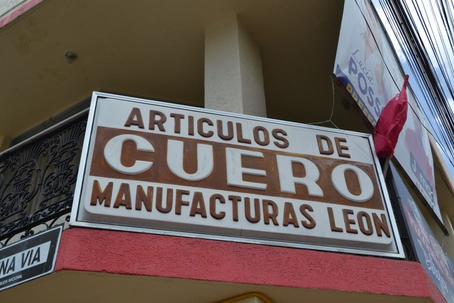 ARTICULOS DE
CUERO
MANUFACTURAS LEON
NA VIA